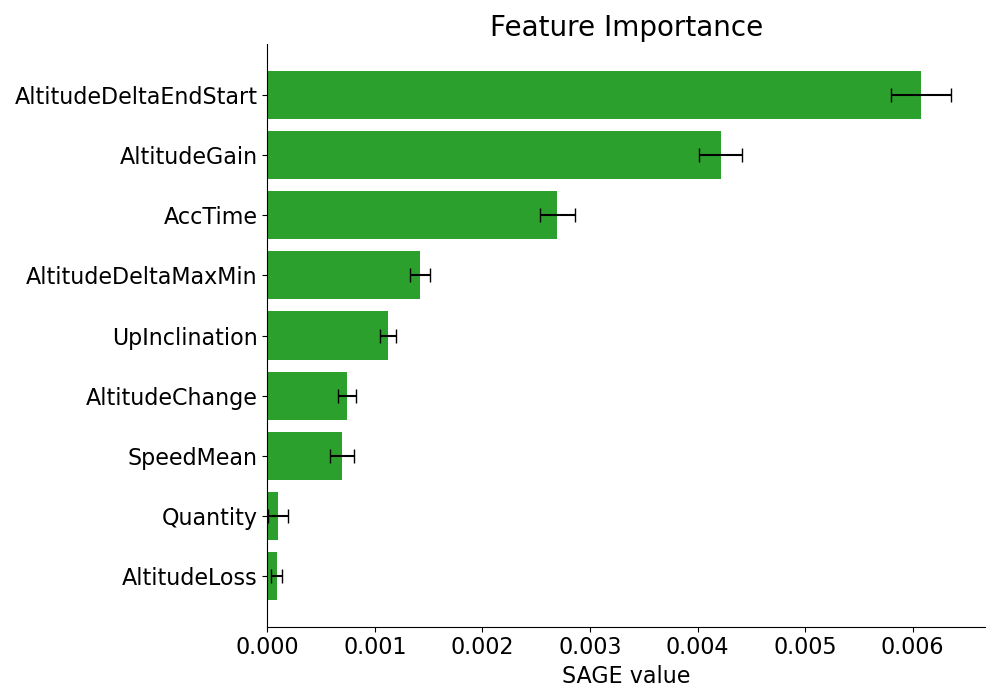 Feature Importance
AltitudeDeltaEndStart
AltitudeGain
AccTime
AltitudeDeltaMaxMin
UpInclination
AltitudeChange
SpeedMean
Quantity
AltitudeLoss
0.000 0.001 0.002 0.003 0.004 0.005 0.006
SAGE value